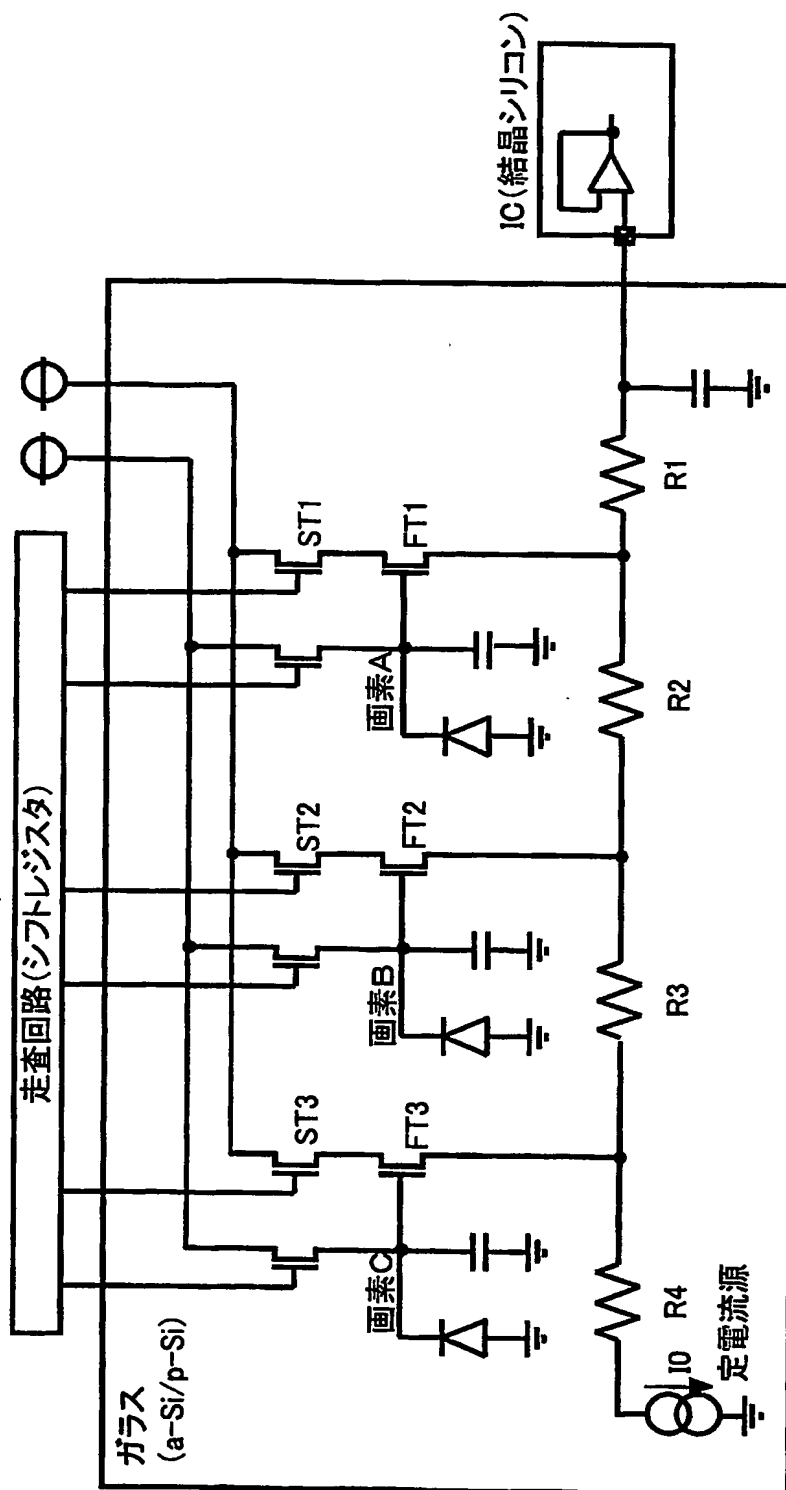 走査回路(シフトレジスタ)
IC(結晶シリコン)
ガラス
(a-Si/p-Si)
ST3
ST2
ST1
FT3
FT2
FT1
画素C
画素B
画素A
R4
R3
R2
R1
I0
定電流源